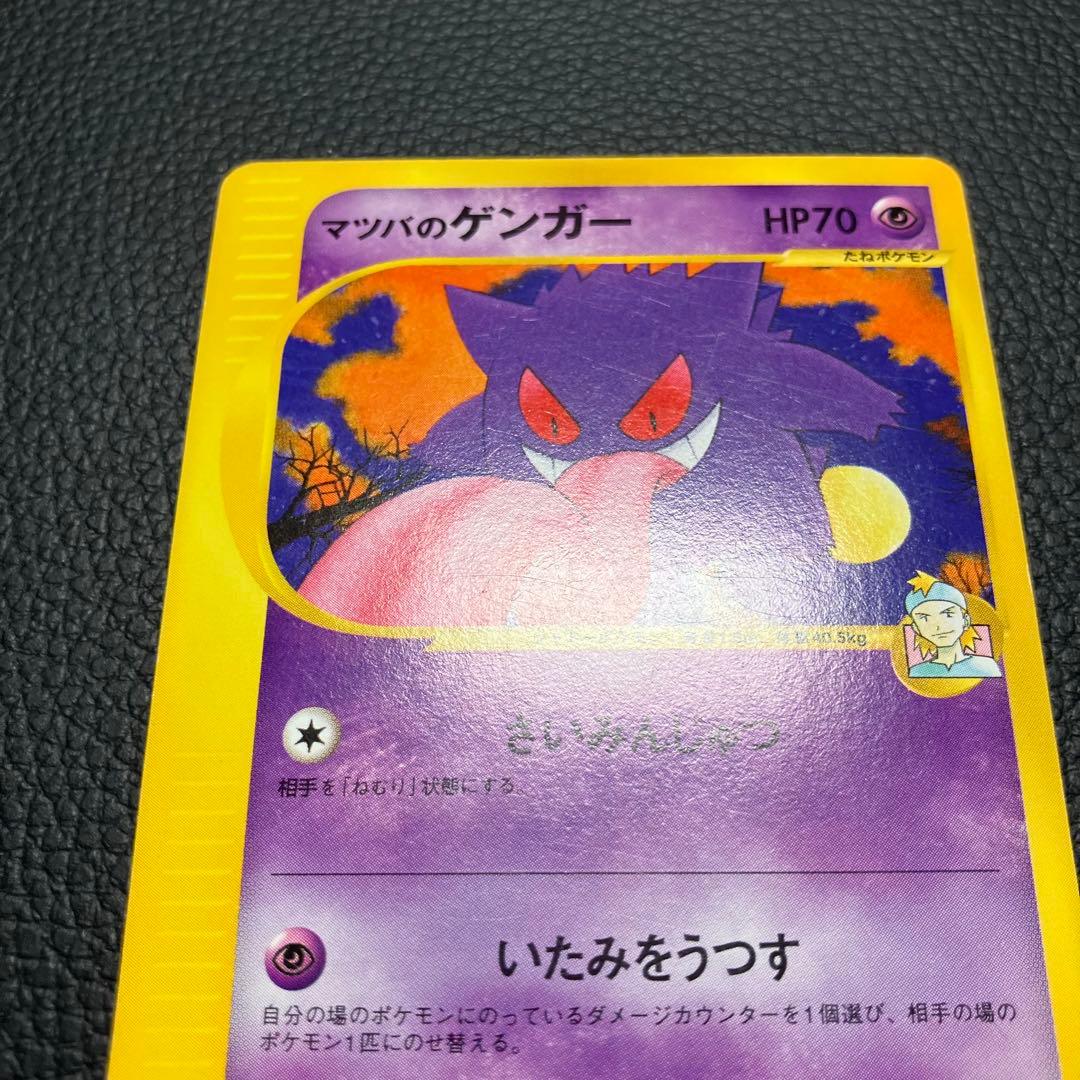 マツバのゲンガー HP70
たねポケモン
40.5kg
さいみんじゅつ
相手を「ねむり」状態にする。
いたみをうつす
自分の場のポケモンにのっているダメージカウンターを1個選び、相手の場の
ポケモン1匹にのせ替える。